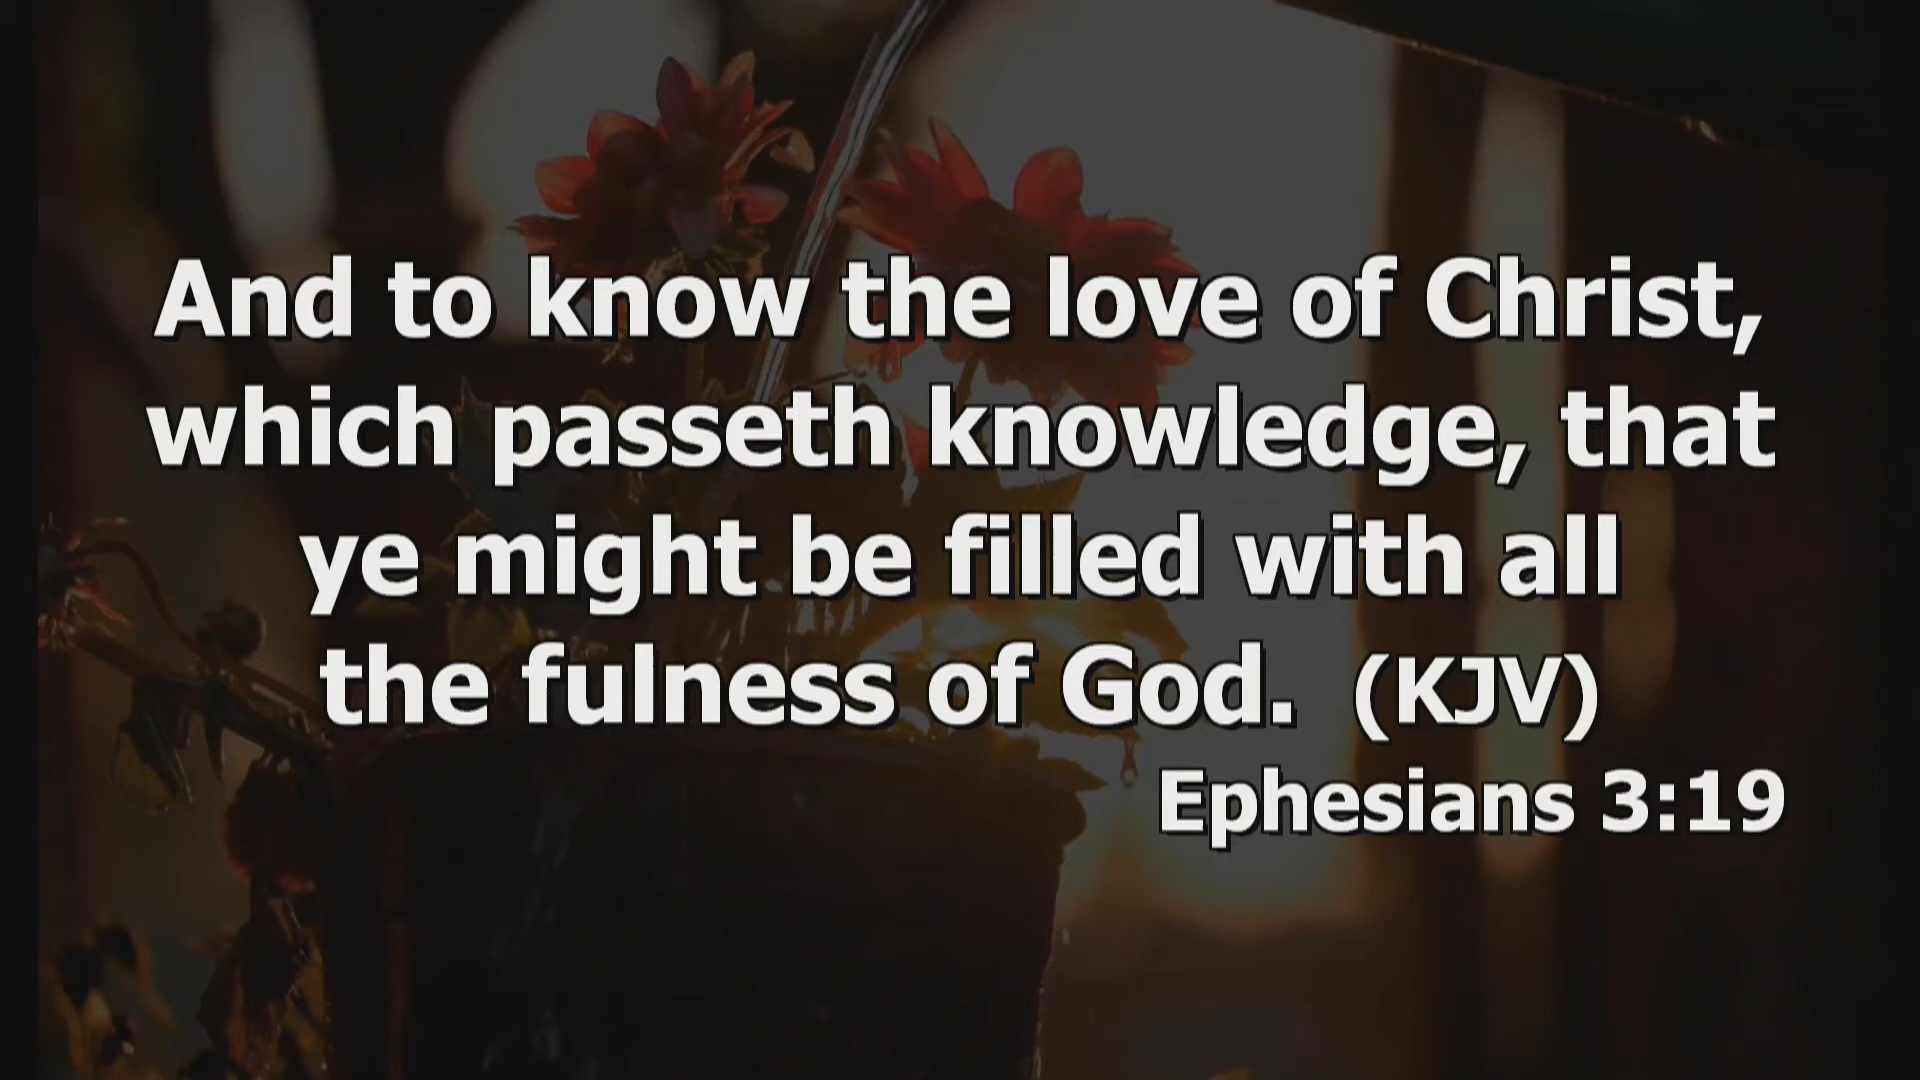 And to know the love of Christ,
which passeth knowledge, that
ye might be filled with all
the fulness of God. (KJV)
Ephesians 3:19